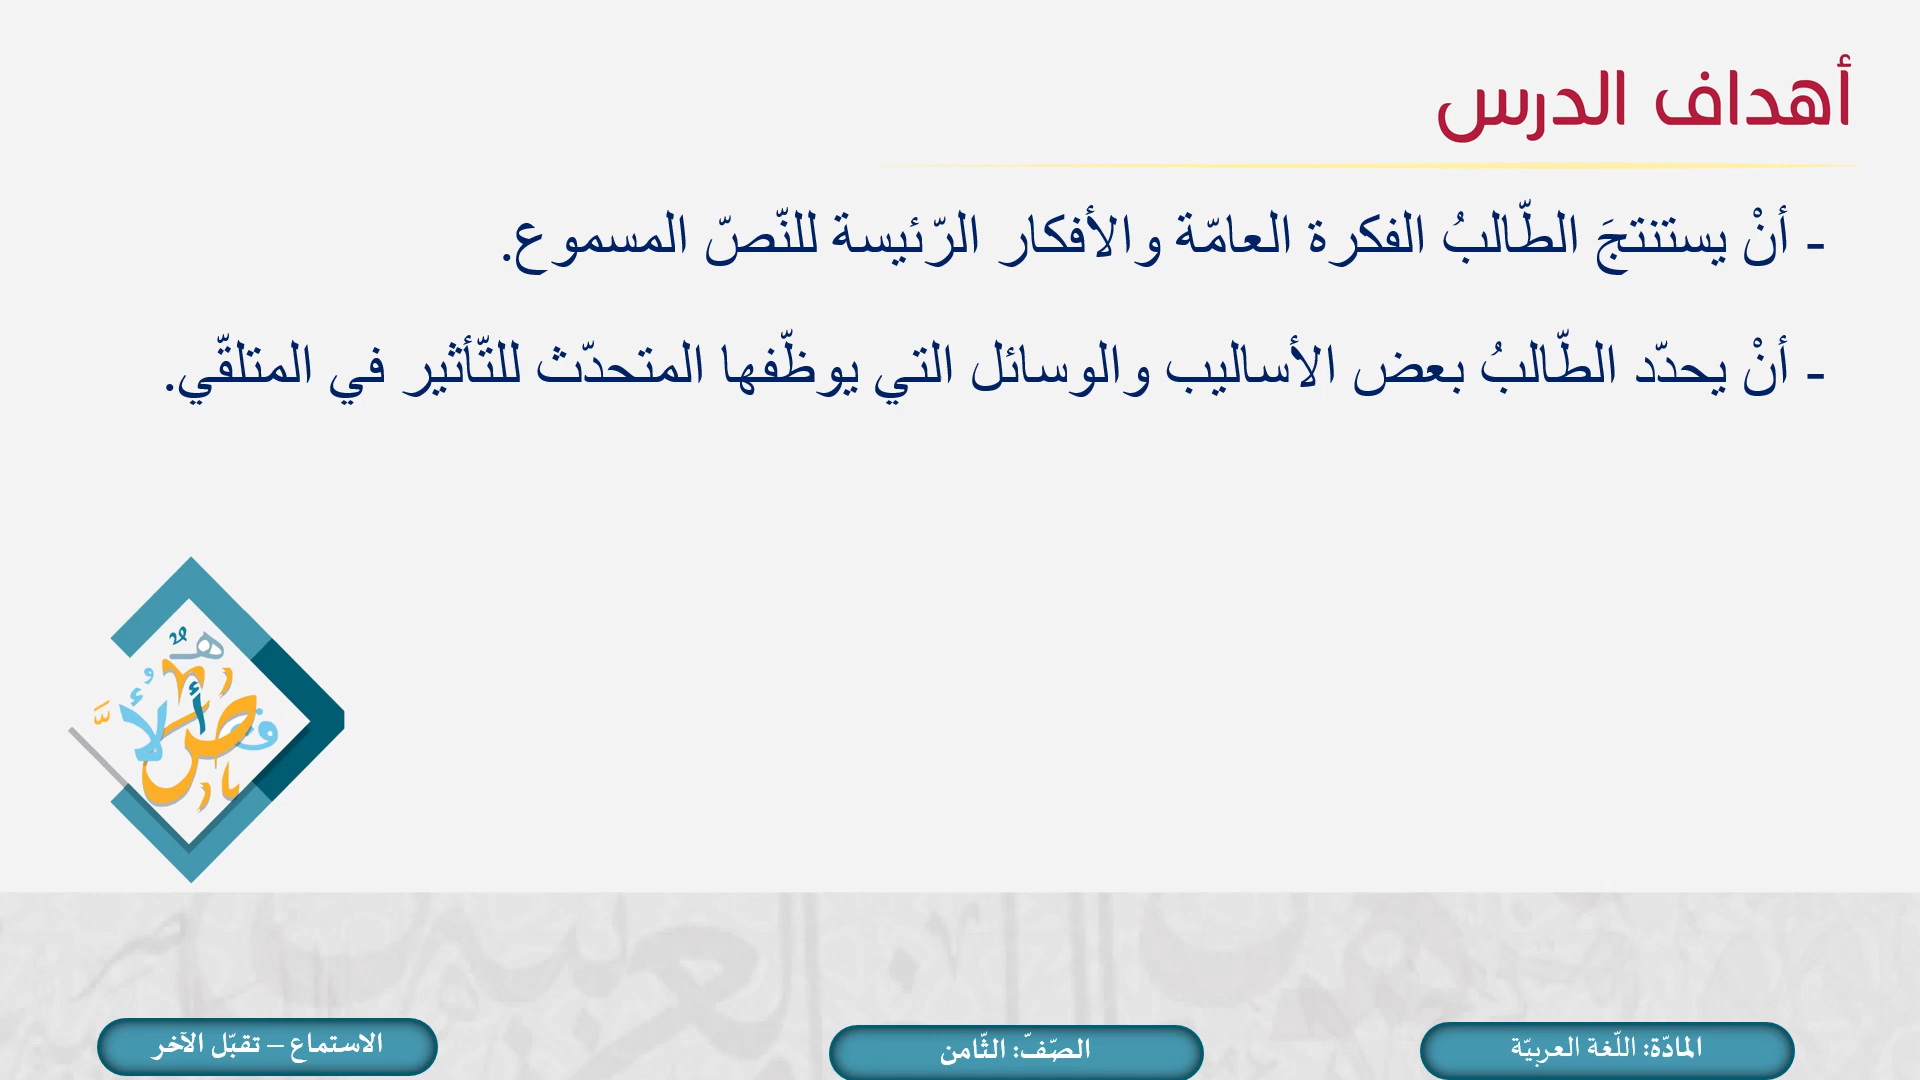 أهداف الدرس
- أنْ يستنتجَ الطّالبُ الفكرة العامّة والأفكار الرّئيسة للنّصّ المسموع.
- أنْ يحدّد الطّالبُ بعض الأساليب والوسائل التي يوظّفها المتحدّث للتّأثير في المتلقّي.
المادّة: اللّغة العربيّة
الصّفّ: الثّامن
الاستماع – تقبّل الآخر